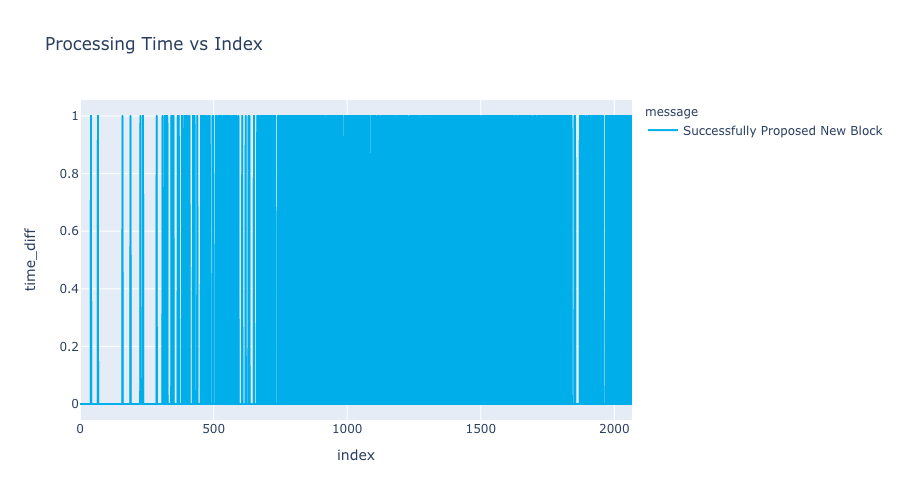 Processing Time vs Index
message
Successfully Proposed New Block
time_diff
1
0.8
0.6
0.4
0.2
0
0 500 1000 1500 2000
index